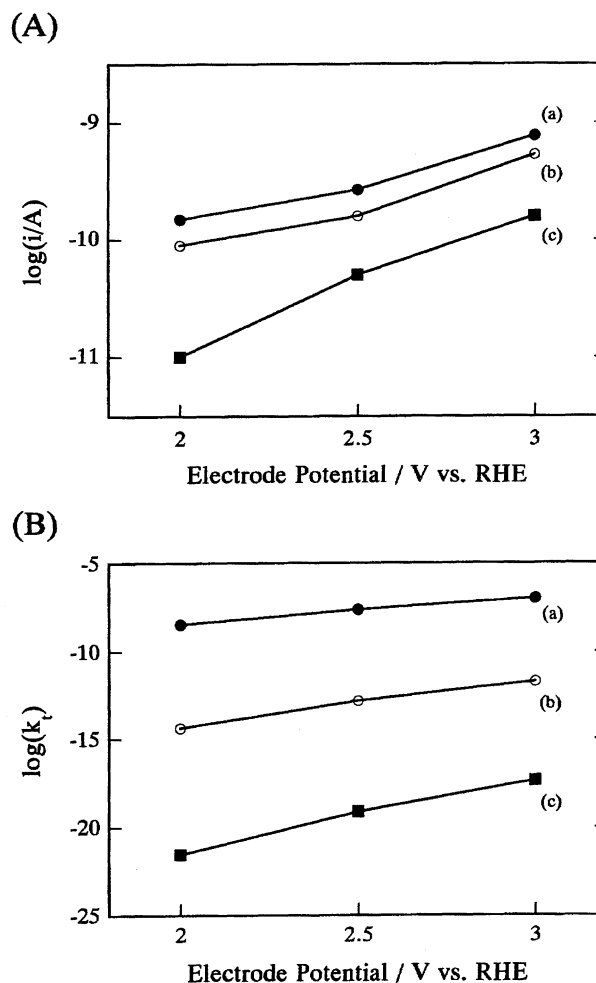 (A)
-9
-10
-11
log(i/A)
(a)
(b)
(c)
2
2.5
3
Electrode Potential / V vs. RHE
(B)
-5
-10
-15
-20
-25
log(kt)
(a)
(b)
(c)
2
2.5
3
Electrode Potential / V vs. RHE